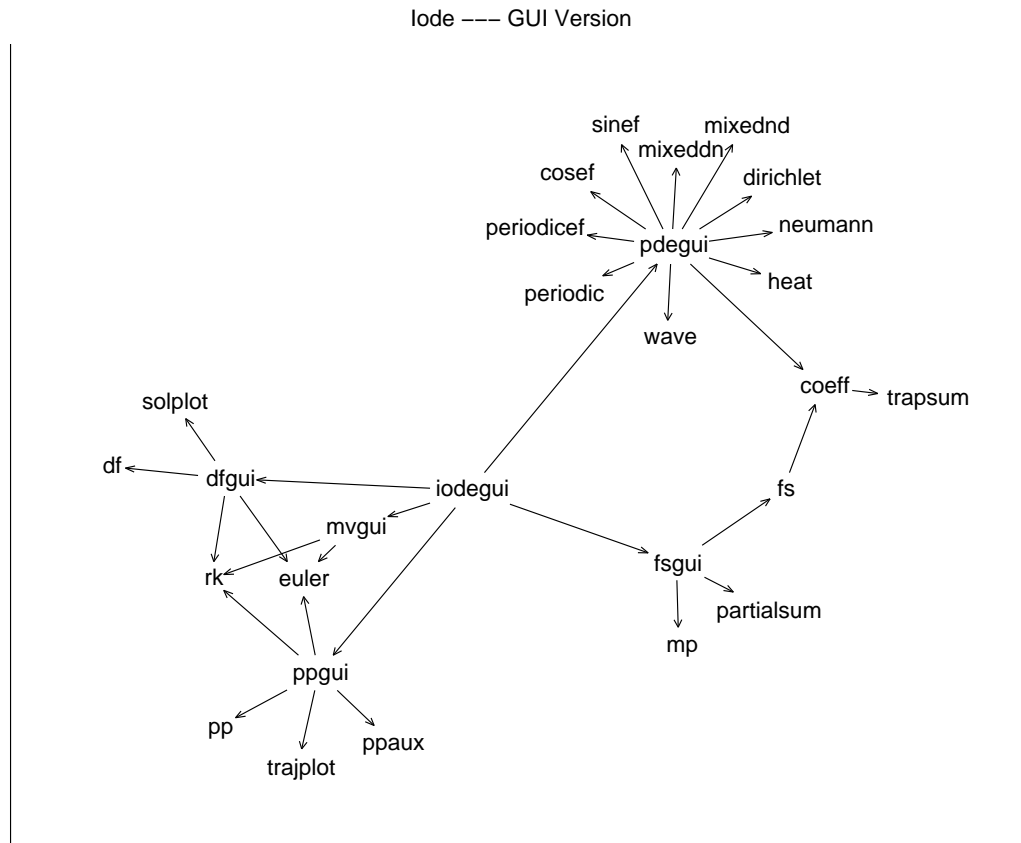 Iode --- GUI Version
sinef
mixednd
mixeddn
cosef
dirichlet
periodicef
neumann
pdegui
heat
periodic
wave
coeff
trapsum
solplot
df
dfgui
iodegui
fs
mvgui
rk
euler
fsgui
partialsum
mp
ppgui
pp
ppaux
trajplot